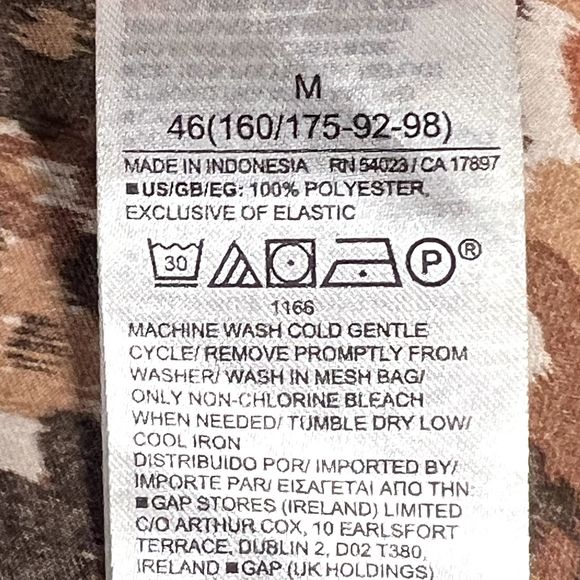 M
46(160/175-92-98)
MADE IN INDONESIA RN 54023 / CA 17897
■US/GB/EG: 100% POLYESTER,
EXCLUSIVE OF ELASTIC
30 P ®
1166
MACHINE WASH COLD GENTLE
CYCLE/ REMOVE PROMPTLY FROM
WASHER/ WASH IN MESH BAG/
ONLY NON-CHLORINE BLEACH
WHEN NEEDED/ TUMBLE DRY LOW/
COOL IRON
DISTRIBUIDO POR/ IMPORTED BY/
IMPORTE PAR/ ΕΙΣΑΓΕΤΑΙ ΑΠΟ ΤΗΝ:
■GAP STORES (IRELAND) LIMITED
C/O ARTHUR COX, 10 EARLSFORT
TERRACE, DUBLIN 2, D02 T380,
IRELAND ■GAP (UK HOLDINGS)